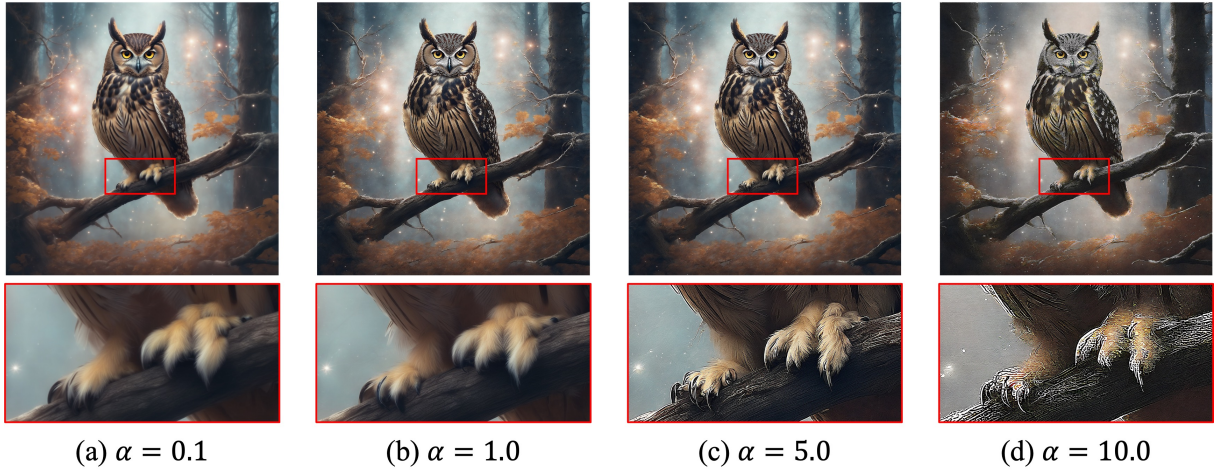 (a) α = 0.1
(b) α = 1.0
(c) α = 5.0
(d) α = 10.0